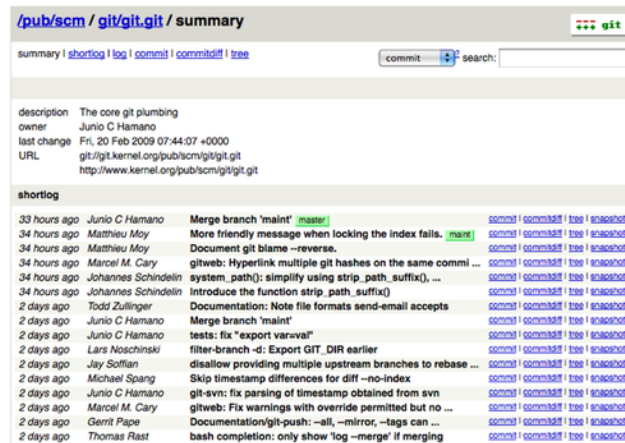 /pub/scm / git/git.git / summary
git
summary | shortlog | log | commit | commitdiff | tree
commit ? search:
description The core git plumbing
owner Junio C Hamano
last change Fri, 20 Feb 2009 07:44:07 +0000
URL git://git.kernel.org/pub/scm/git/git.git
http://www.kernel.org/pub/scm/git/git.git
shortlog
33 hours ago Junio C Hamano Merge branch 'maint' master commit | commitdiff | tree | snapshot
34 hours ago Matthieu Moy More friendly message when locking the index fails. maint commit | commitdiff | tree | snapshot
34 hours ago Matthieu Moy Document git blame --reverse. commit | commitdiff | tree | snapshot
34 hours ago Marcel M. Cary gitweb: Hyperlink multiple git hashes on the same commi ... commit | commitdiff | tree | snapshot
34 hours ago Johannes Schindelin system_path(): simplify using strip_path_suffix(), ... commit | commitdiff | tree | snapshot
34 hours ago Johannes Schindelin Introduce the function strip_path_suffix() commit | commitdiff | tree | snapshot
2 days ago Todd Zullinger Documentation: Note file formats send-email accepts commit | commitdiff | tree | snapshot
2 days ago Junio C Hamano Merge branch 'maint' commit | commitdiff | tree | snapshot
2 days ago Junio C Hamano tests: fix "export var=val" commit | commitdiff | tree | snapshot
2 days ago Lars Noschinski filter-branch -d: Export GIT_DIR earlier commit | commitdiff | tree | snapshot
2 days ago Jay Soffian disallow providing multiple upstream branches to rebase ... commit | commitdiff | tree | snapshot
2 days ago Michael Spang Skip timestamp differences for diff --no-index commit | commitdiff | tree | snapshot
2 days ago Junio C Hamano git-svn: fix parsing of timestamp obtained from svn commit | commitdiff | tree | snapshot
2 days ago Marcel M. Cary gitweb: Fix warnings with override permitted but no ... commit | commitdiff | tree | snapshot
2 days ago Gerrit Pape Documentation/git-push: --all, --mirror, --tags can ... commit | commitdiff | tree | snapshot
2 days ago Thomas Rast bash completion: only show 'log --merge' if merging commit | commitdiff | tree | snapshot